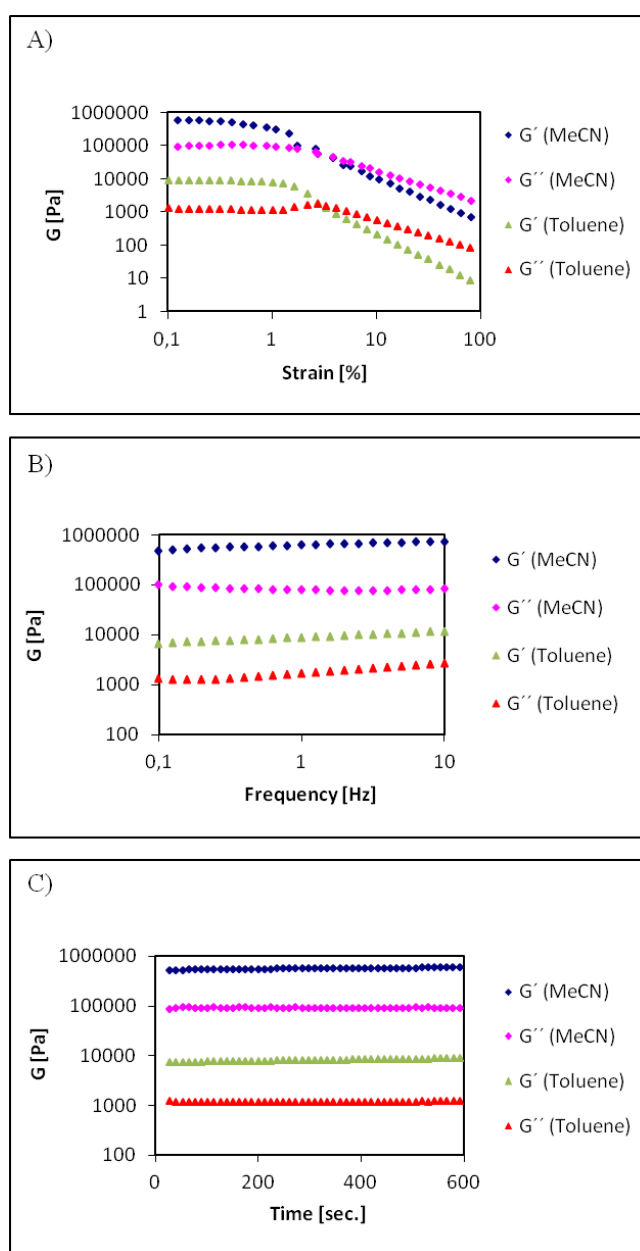 A)
1000000
100000
10000
1000
100
10
1
G [Pa]
0,1 1 10 100
Strain [%]
G´ (MeCN)
G´´ (MeCN)
G´ (Toluene)
G´´ (Toluene)
B)
1000000
100000
10000
1000
100
G [Pa]
0,1 1 10
Frequency [Hz]
G´ (MeCN)
G´´ (MeCN)
G´ (Toluene)
G´´ (Toluene)
C)
1000000
100000
10000
1000
100
G [Pa]
0 200 400 600
Time [sec.]
G´ (MeCN)
G´´ (MeCN)
G´ (Toluene)
G´´ (Toluene)